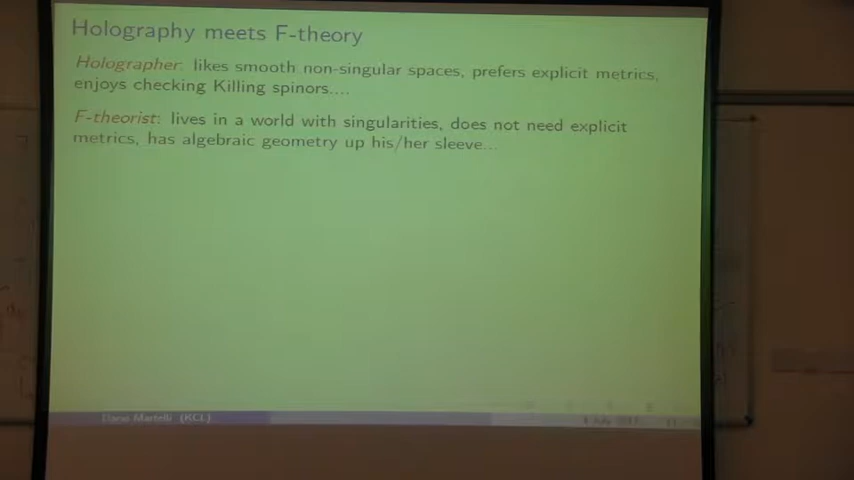 Holography meets F-theory
Holographer: likes smooth non-singular spaces, prefers explicit metrics,
enjoys checking Killing spinors....
F-theorist: lives in a world with singularities, does not need explicit
metrics, has algebraic geometry up his/her sleeve...
Dario Martelli (KCL)